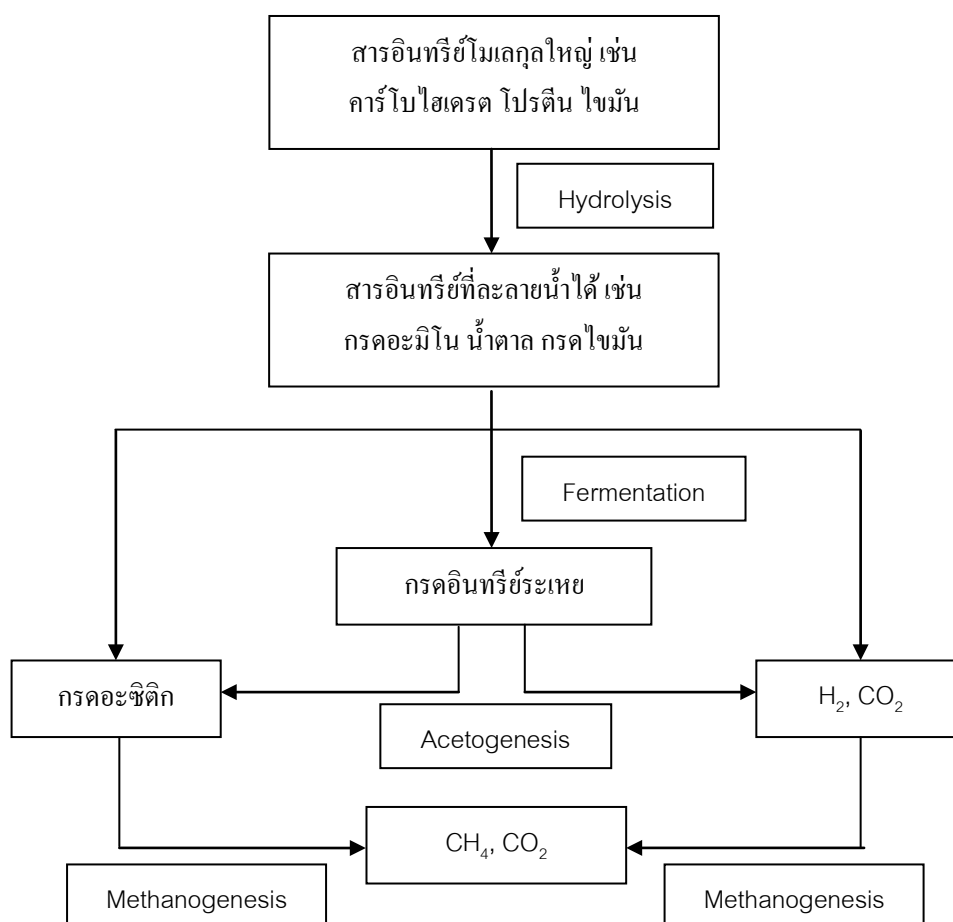 สารอินทรีย์โมเลกุลใหญ่ เช่น
คาร์โบไฮเดรต โปรตีน ไขมัน
Hydrolysis
สารอินทรีย์ที่ละลายน้ำได้ เช่น
กรดอะมิโน น้ำตาล กรดไขมัน
Fermentation
กรดอินทรีย์ระเหย
กรดอะซิติก
H₂, CO₂
Acetogenesis
CH₄, CO₂
Methanogenesis
Methanogenesis